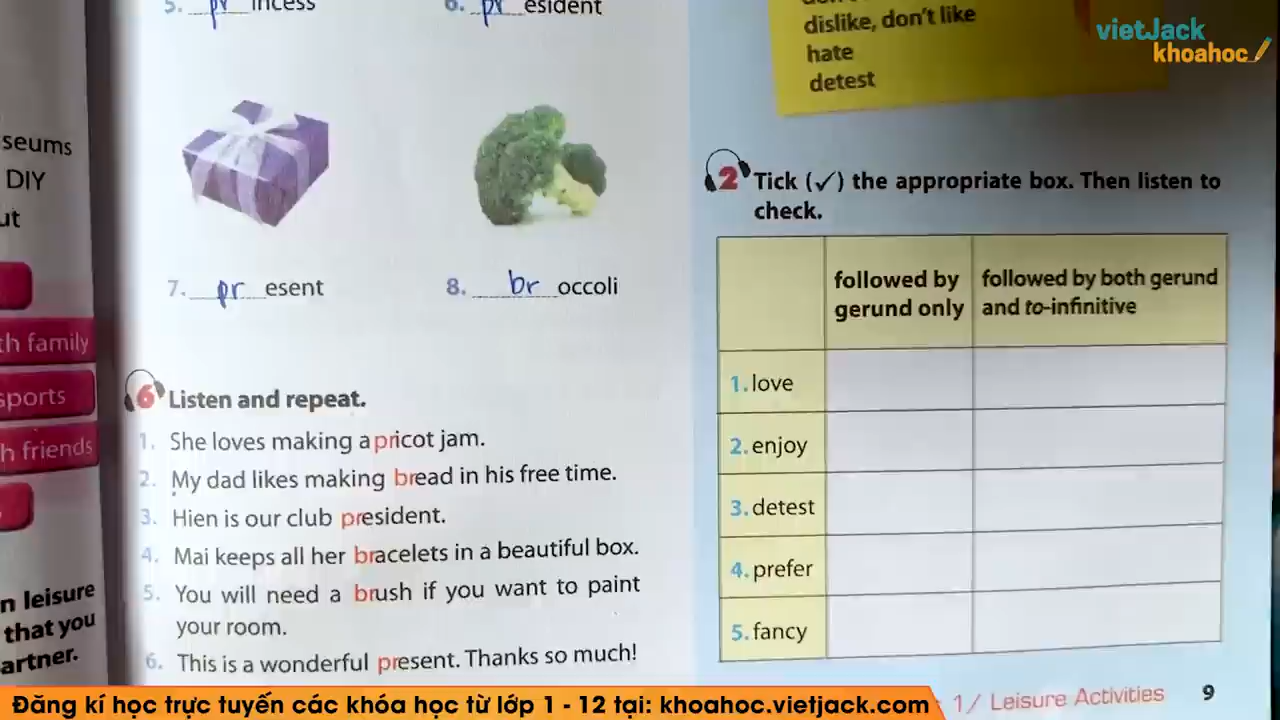 5. pr incess
6. pr esident
7. pr esent
8. br occoli
6 Listen and repeat.
1. She loves making apricot jam.
2. My dad likes making bread in his free time.
3. Hien is our club president.
4. Mai keeps all her bracelets in a beautiful box.
5. You will need a brush if you want to paint
your room.
6. This is a wonderful present. Thanks so much!
seums
DIY
ut
th family
sports
h friends
n leisure
that you
artner.
dislike, don't like
hate
detest
vietJack
khoahoc
2 Tick (✓) the appropriate box. Then listen to
check.
followed by
gerund only
followed by both gerund
and to-infinitive
1. love
2. enjoy
3. detest
4. prefer
5. fancy
1/ Leisure Activities 9
Đăng kí học trực tuyến các khóa học từ lớp 1 - 12 tại: khoahoc.vietjack.com